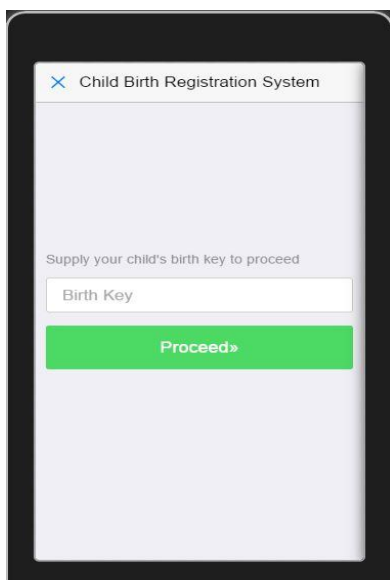 Child Birth Registration System
Supply your child's birth key to proceed
Birth Key
Proceed»